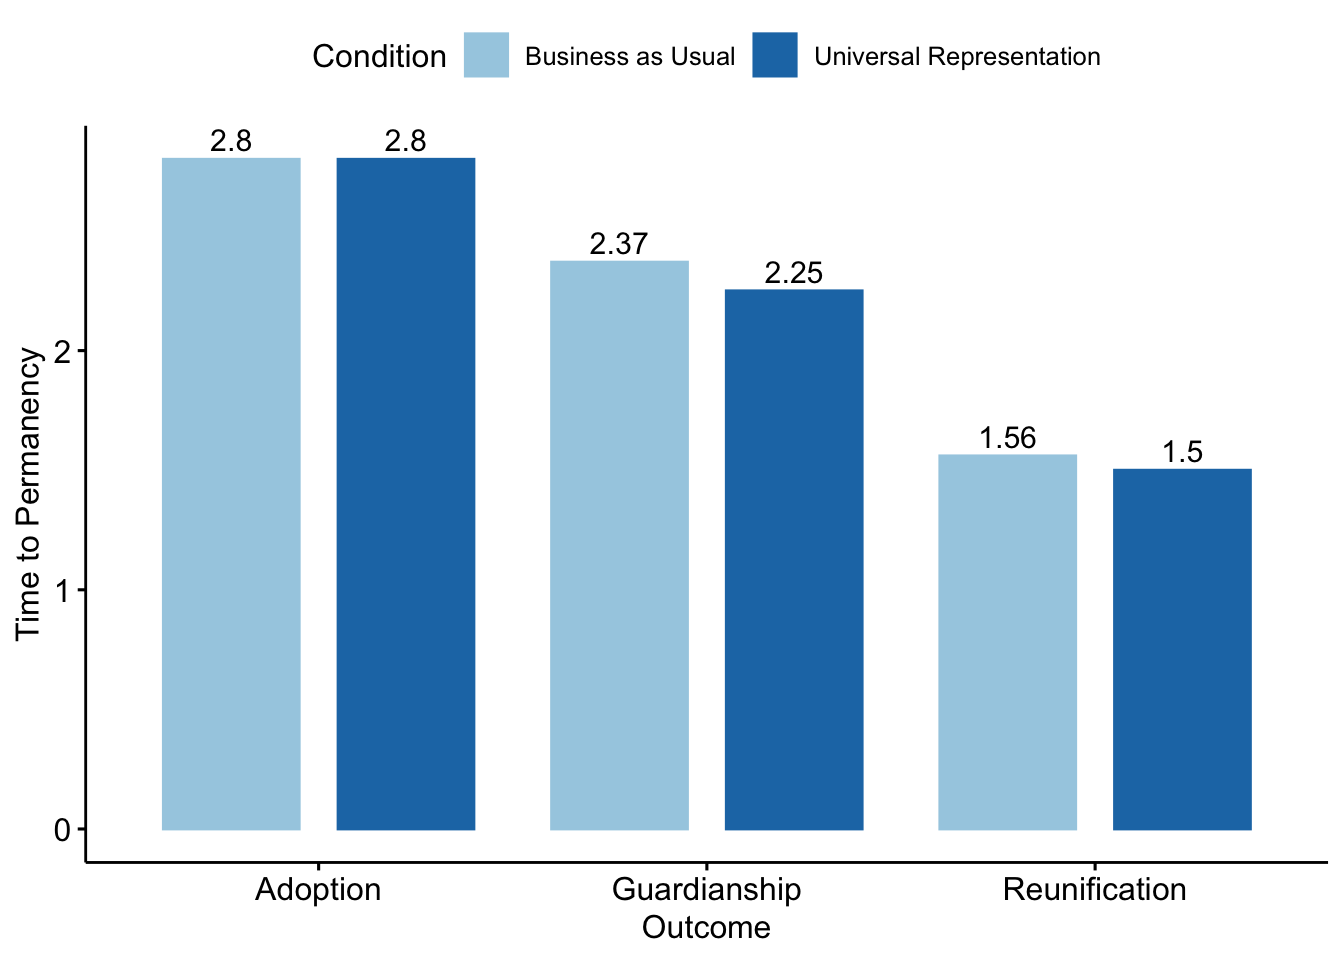 Condition Business as Usual Universal Representation
2.8 2.8
2.37
2.25
1.56
1.5
Time to Permanency
2
1
0
Adoption Guardianship Reunification
Outcome